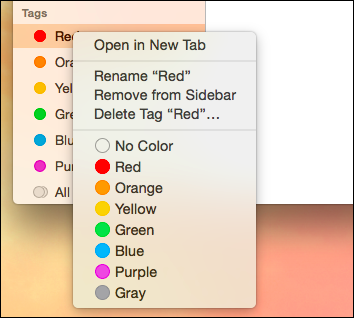 Tags
Red
Ora
Yel
Gre
Blu
Pur
All
Open in New Tab
Rename “Red”
Remove from Sidebar
Delete Tag “Red”…
No Color
Red
Orange
Yellow
Green
Blue
Purple
Gray